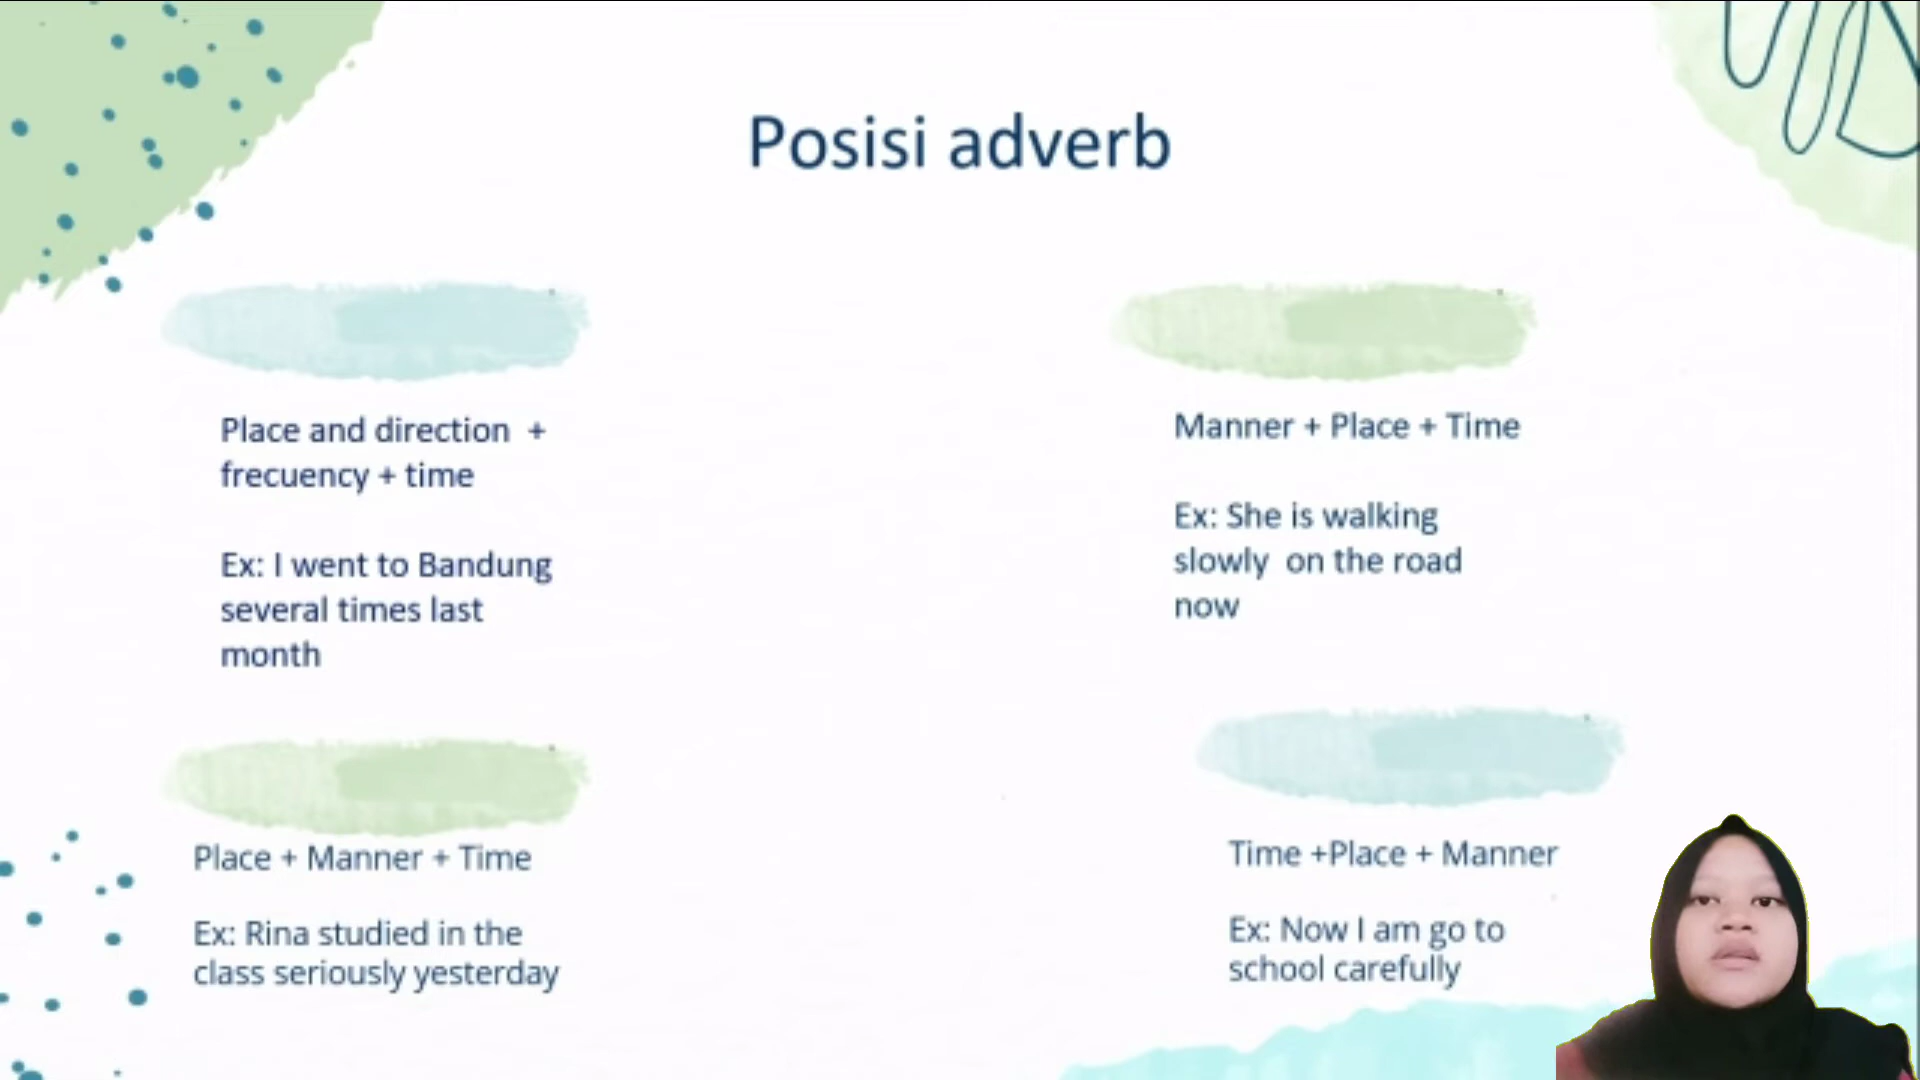 Posisi adverb
Place and direction +
frecuency + time
Ex: I went to Bandung
several times last
month
Manner + Place + Time
Ex: She is walking
slowly on the road
now
Place + Manner + Time
Ex: Rina studied in the
class seriously yesterday
Time +Place + Manner
Ex: Now I am go to
school carefully